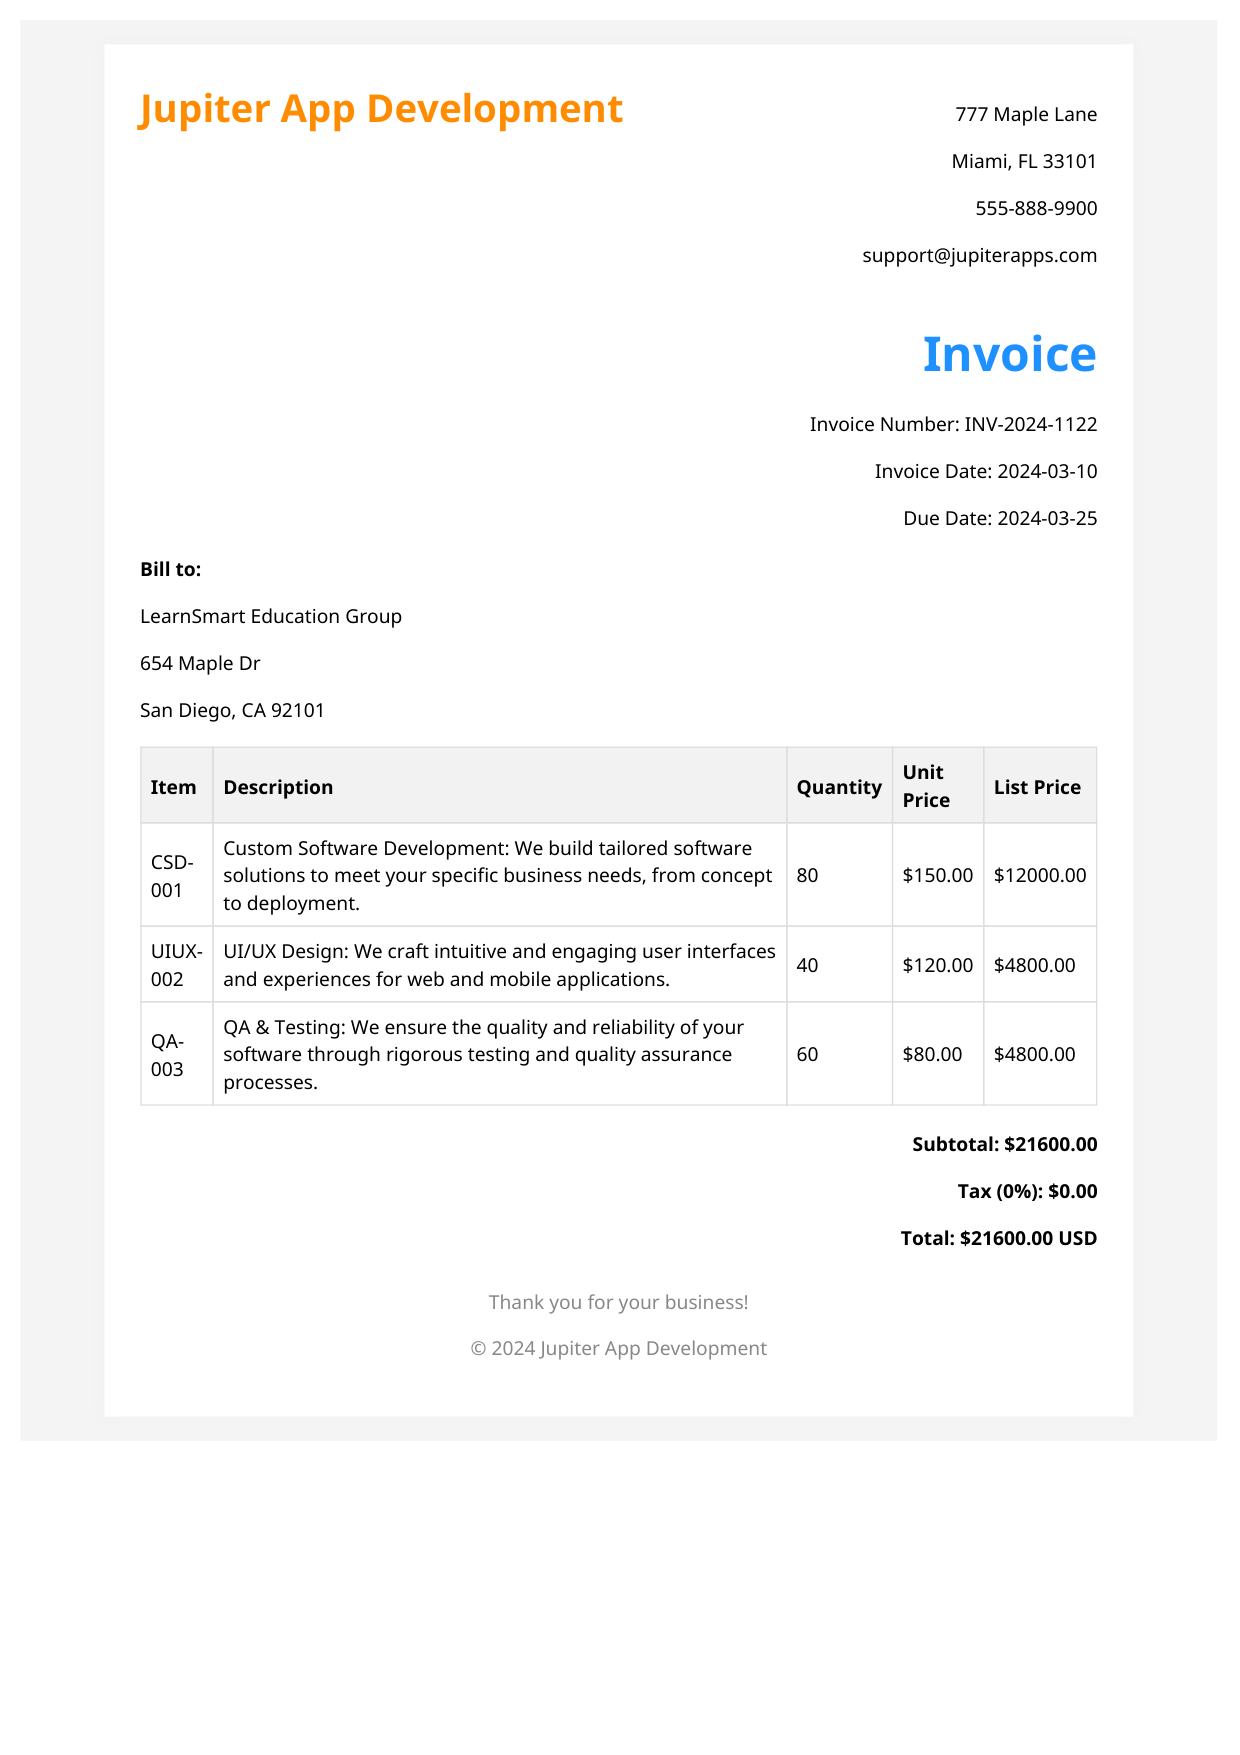 Jupiter App Development
777 Maple Lane
Miami, FL 33101
555-888-9900
support@jupiterapps.com
Invoice
Invoice Number: INV-2024-1122
Invoice Date: 2024-03-10
Due Date: 2024-03-25
Bill to:
LearnSmart Education Group
654 Maple Dr
San Diego, CA 92101
Item Description Quantity Unit Price List Price
CSD-
001
Custom Software Development: We build tailored software
solutions to meet your specific business needs, from concept
to deployment.
80 $150.00 $12000.00
UIUX-
002
UI/UX Design: We craft intuitive and engaging user interfaces
and experiences for web and mobile applications.
40 $120.00 $4800.00
QA-
003
QA & Testing: We ensure the quality and reliability of your
software through rigorous testing and quality assurance
processes.
60 $80.00 $4800.00
Subtotal: $21600.00
Tax (0%): $0.00
Total: $21600.00 USD
Thank you for your business!
© 2024 Jupiter App Development